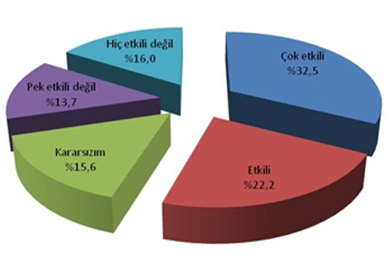 Hiç etkili değil
%16,0
Çok etkili
%32,5
Pek etkili değil
%13,7
Kararsızım
%15,6
Etkili
%22,2